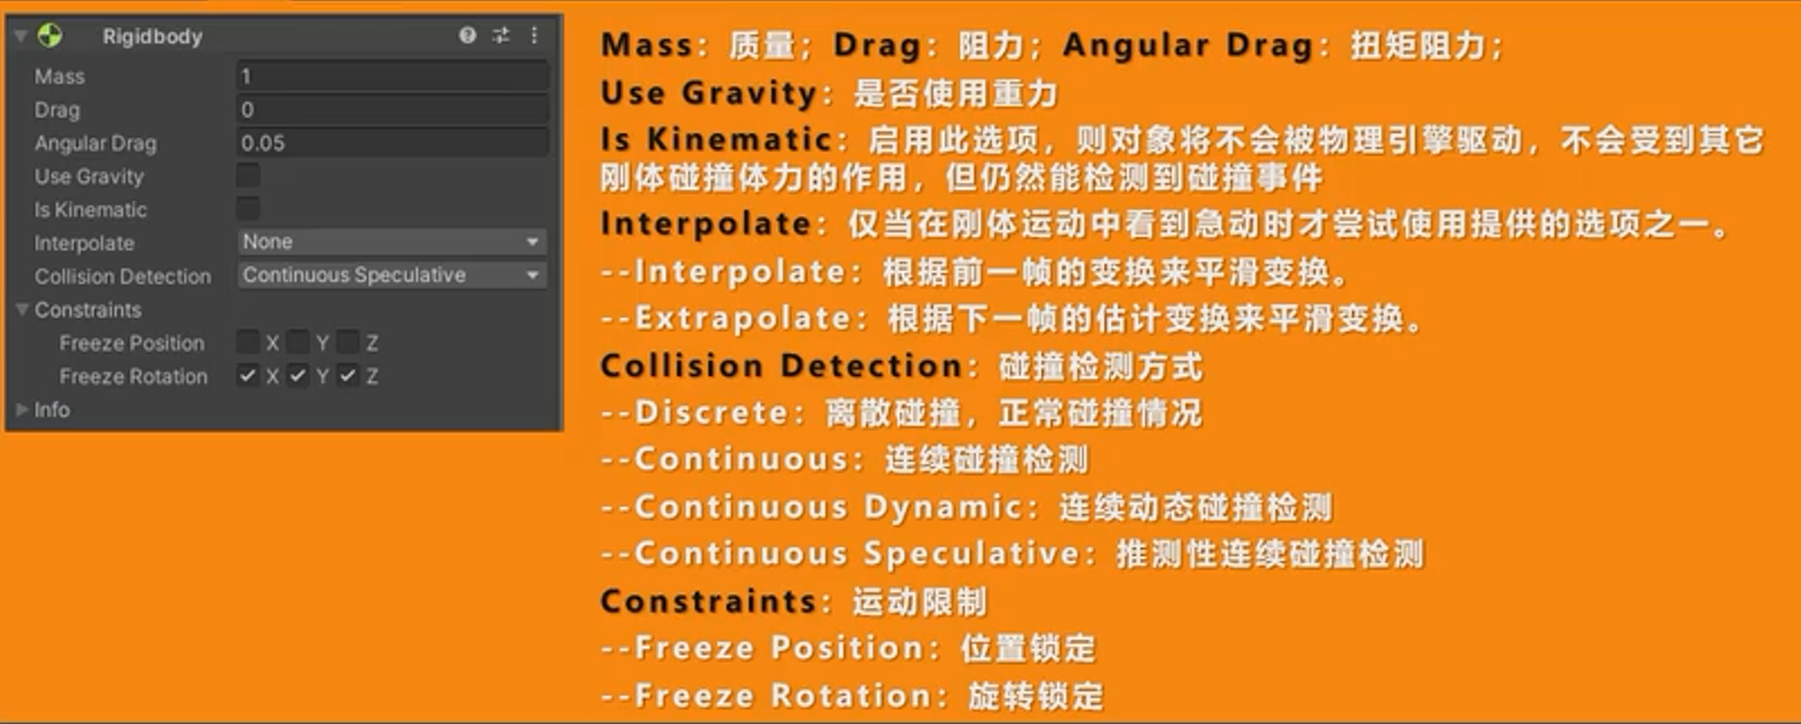 Rigidbody
Mass 1
Drag 0
Angular Drag 0.05
Use Gravity
Is Kinematic
Interpolate None
Collision Detection Continuous Speculative
Constraints
Freeze Position X Y Z
Freeze Rotation X Y Z
Info
Mass：质量；Drag：阻力；Angular Drag：扭矩阻力；
Use Gravity：是否使用重力
Is Kinematic：启用此选项，则对象将不会被物理引擎驱动，不会受到其它
刚体碰撞体力的作用，但仍然能检测到碰撞事件
Interpolate：仅当在刚体运动中看到急动时才尝试使用提供的选项之一。
--Interpolate：根据前一帧的变换来平滑变换。
--Extrapolate：根据下一帧的估计变换来平滑变换。
Collision Detection：碰撞检测方式
--Discrete：离散碰撞，正常碰撞情况
--Continuous：连续碰撞检测
--Continuous Dynamic：连续动态碰撞检测
--Continuous Speculative：推测性连续碰撞检测
Constraints：运动限制
--Freeze Position：位置锁定
--Freeze Rotation：旋转锁定